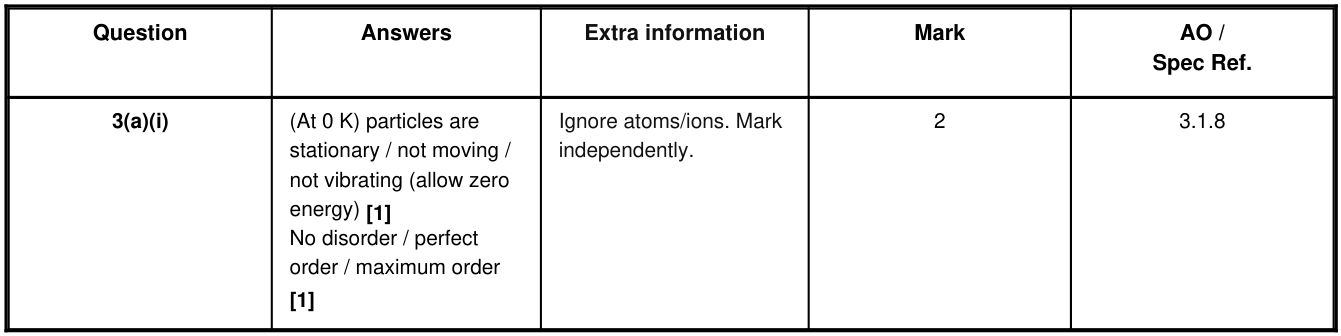 Question Answers Extra information Mark AO /
Spec Ref.
3(a)(i) (At 0 K) particles are Ignore atoms/ions. Mark 2 3.1.8
stationary / not moving / independently.
not vibrating (allow zero
energy) [1]
No disorder / perfect
order / maximum order
[1]